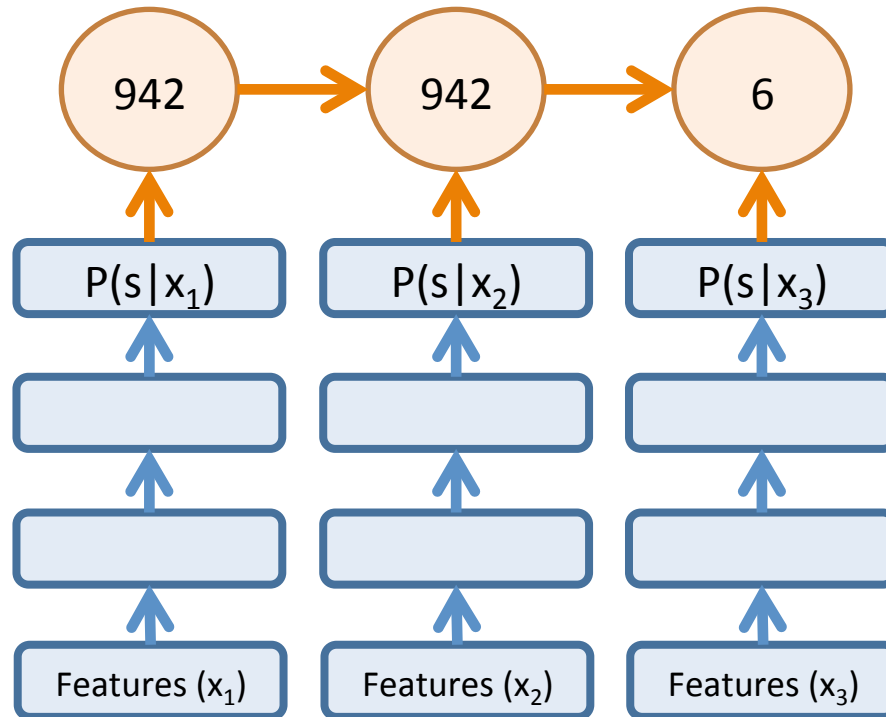 942 942 6
P(s|x₁) P(s|x₂) P(s|x₃)
Features (x₁) Features (x₂) Features (x₃)